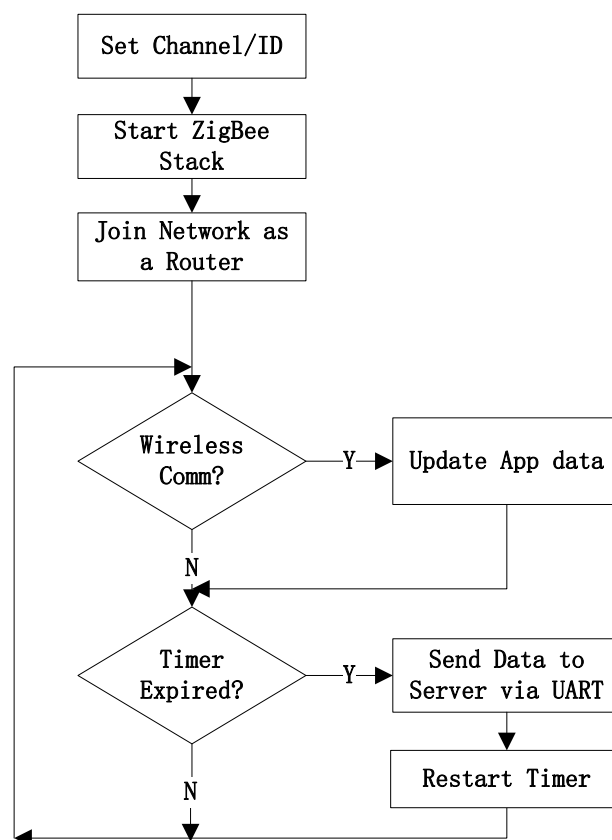 Set Channel/ID
Start ZigBee
Stack
Join Network as
a Router
Wireless
Comm?
Y
Update App data
N
Timer
Expired?
Y
Send Data to
Server via UART
N
Restart Timer